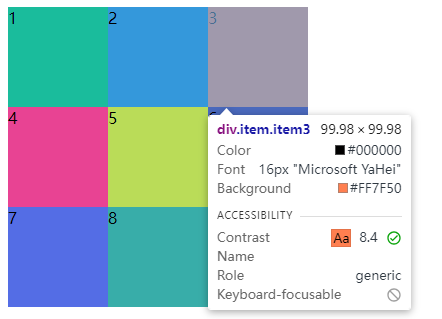 1 2 3
4 5 6
div.item.item3 99.98 × 99.98
Color #000000
Font 16px "Microsoft YaHei"
Background #FF7F50
ACCESSIBILITY
Contrast Aa 8.4
Name
Role generic
Keyboard-focusable
7 8